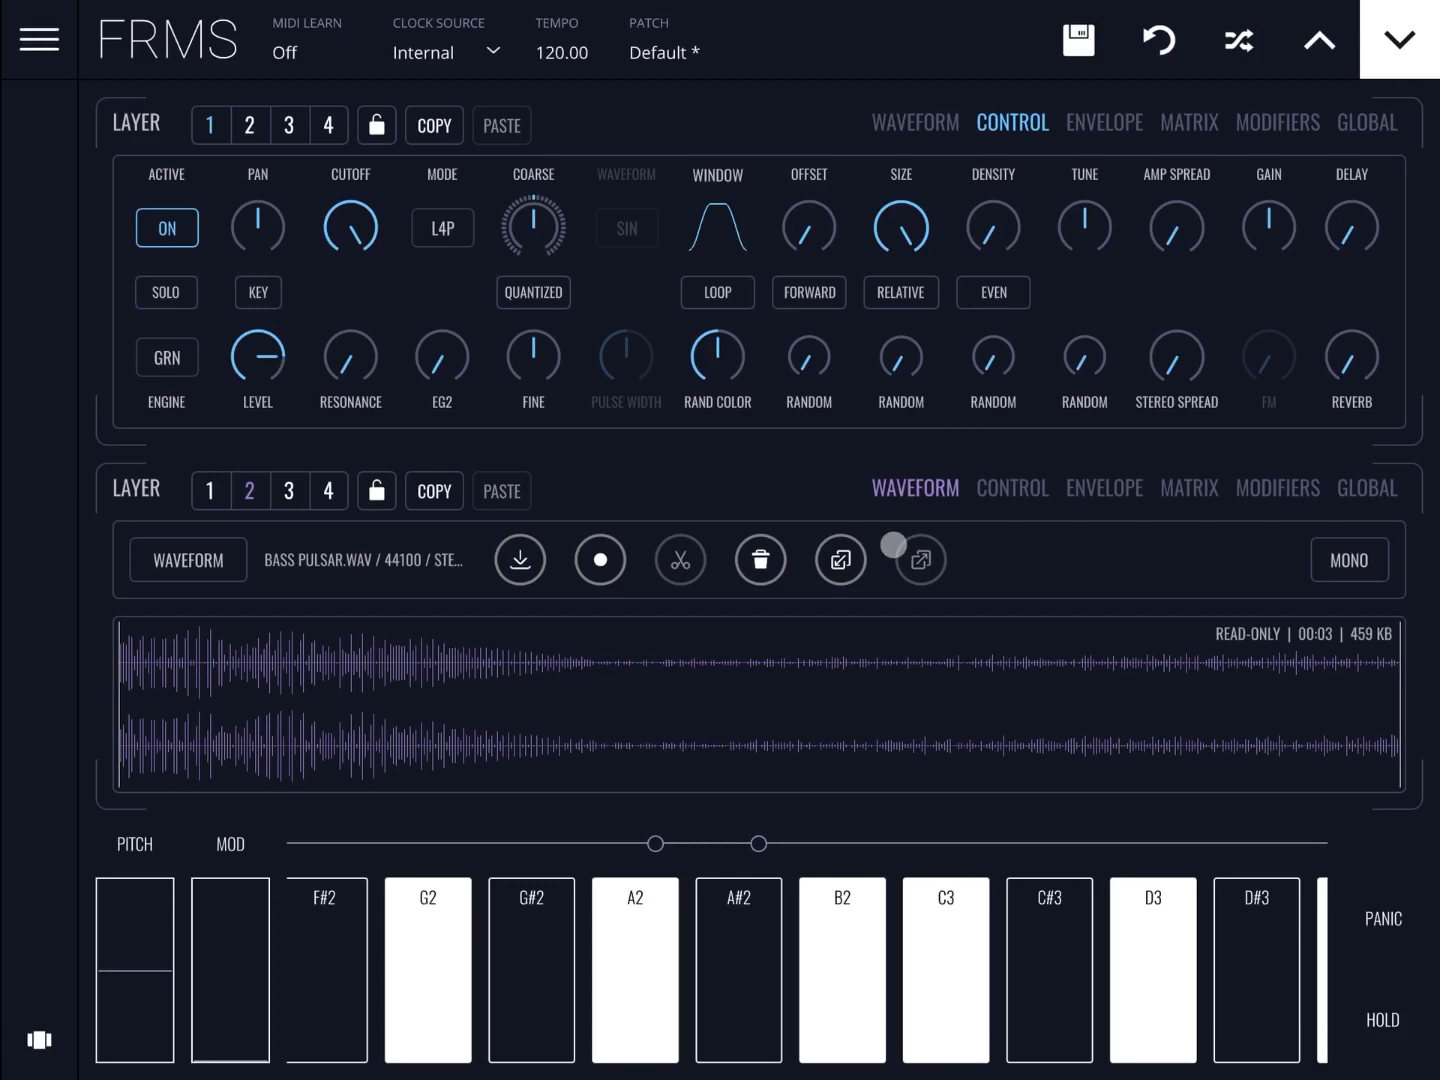 FRMS
MIDI LEARN
Off
CLOCK SOURCE
Internal
TEMPO
120.00
PATCH
Default *
LAYER 1 2 3 4 COPY PASTE WAVEFORM CONTROL ENVELOPE MATRIX MODIFIERS GLOBAL
ACTIVE PAN CUTOFF MODE COARSE WAVEFORM WINDOW OFFSET SIZE DENSITY TUNE AMP SPREAD GAIN DELAY
ON L4P SIN
SOLO KEY QUANTIZED LOOP FORWARD RELATIVE EVEN
GRN
ENGINE LEVEL RESONANCE EG2 FINE PULSE WIDTH RAND COLOR RANDOM RANDOM RANDOM RANDOM STEREO SPREAD FM REVERB
LAYER 1 2 3 4 COPY PASTE WAVEFORM CONTROL ENVELOPE MATRIX MODIFIERS GLOBAL
WAVEFORM BASS PULSAR.WAV / 44100 / STE... MONO
READ-ONLY | 00:03 | 459 KB
PITCH MOD
F#2 G2 G#2 A2 A#2 B2 C3 C#3 D3 D#3
PANIC
HOLD